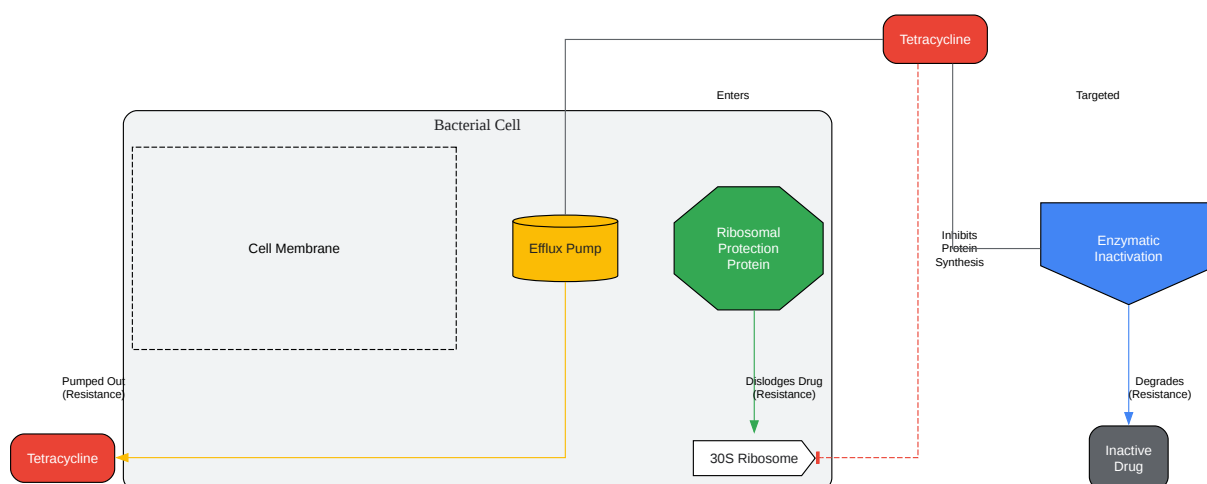 Tetracycline
Enters
Targeted
Bacterial Cell
Cell Membrane
Efflux Pump
Ribosomal
Protection
Protein
Inhibits
Protein
Synthesis
Enzymatic
Inactivation
Pumped Out
(Resistance)
Dislodges Drug
(Resistance)
Degrades
(Resistance)
Tetracycline
30S Ribosome
Inactive
Drug